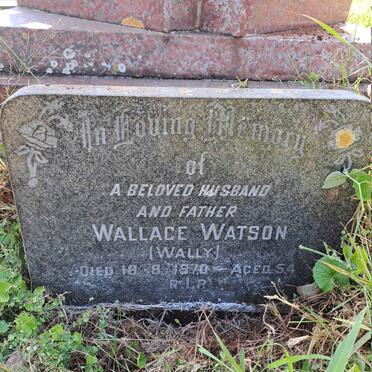 In Loving Memory
of
A BELOVED HUSBAND
AND FATHER
WALLACE WATSON
(WALLY)
DIED 18·8·1970 – AGED 54
R.I.P.